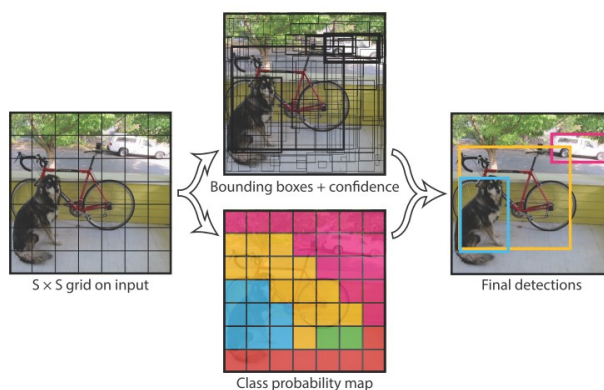 Bounding boxes + confidence
S × S grid on input
Final detections
Class probability map